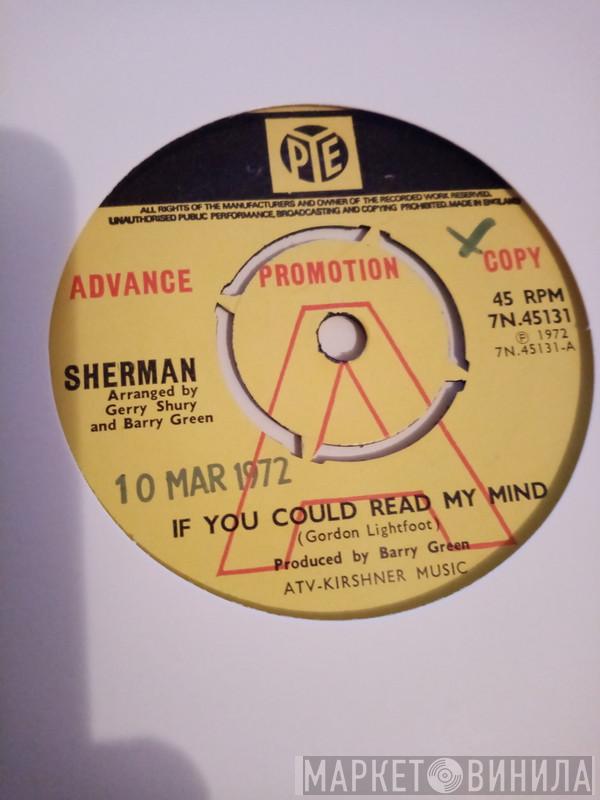 PYE
ALL RIGHTS OF THE MANUFACTURERS AND OWNER OF THE RECORDED WORK RESERVED.
UNAUTHORISED PUBLIC PERFORMANCE, BROADCASTING AND COPYING PROHIBITED. MADE IN ENGLAND
ADVANCE PROMOTION COPY
45 RPM
7N.45131
Ⓟ 1972
7N.45131-A
SHERMAN
Arranged by
Gerry Shury
and Barry Green
A
10 MAR 1972
IF YOU COULD READ MY MIND
(Gordon Lightfoot)
Produced by Barry Green
ATV-KIRSHNER MUSIC
МАРКЕТ ВИНИЛА